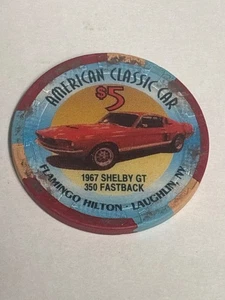 AMERICAN CLASSIC CAR
$5
1967 SHELBY GT
350 FASTBACK
FLAMINGO HILTON - LAUGHLIN, NV